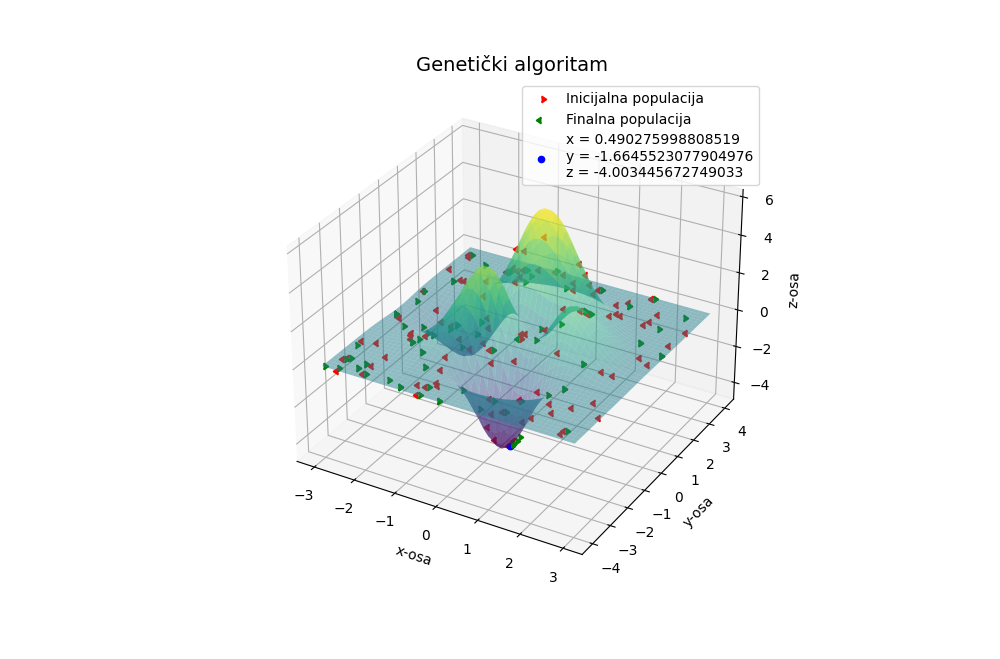 Genetički algoritam
Inicijalna populacija
Finalna populacija
x = 0.490275998808519
y = -1.6645523077904976
z = -4.003445672749033
6
4
2
0
−2
−4
z-osa
4
3
2
1
0
−1
−2
−3
−4
y-osa
−3
−2
−1
0
1
2
3
x-osa